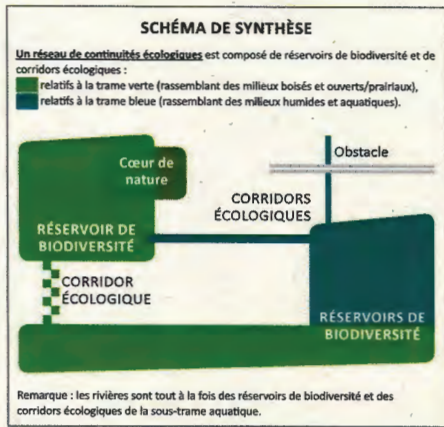 SCHÉMA DE SYNTHÈSE
Un réseau de continuités écologiques est composé de réservoirs de biodiversité et de
corridors écologiques :
relatifs à la trame verte (rassemblant des milieux boisés et ouverts/prairiaux),
relatifs à la trame bleue (rassemblant des milieux humides et aquatiques).
Obstacle
Cœur de
nature
CORRIDORS
ÉCOLOGIQUES
RÉSERVOIR DE
BIODIVERSITÉ
CORRIDOR
ÉCOLOGIQUE
RÉSERVOIRS DE
BIODIVERSITÉ
Remarque : les rivières sont tout à la fois des réservoirs de biodiversité et des
corridors écologiques de la sous-trame aquatique.